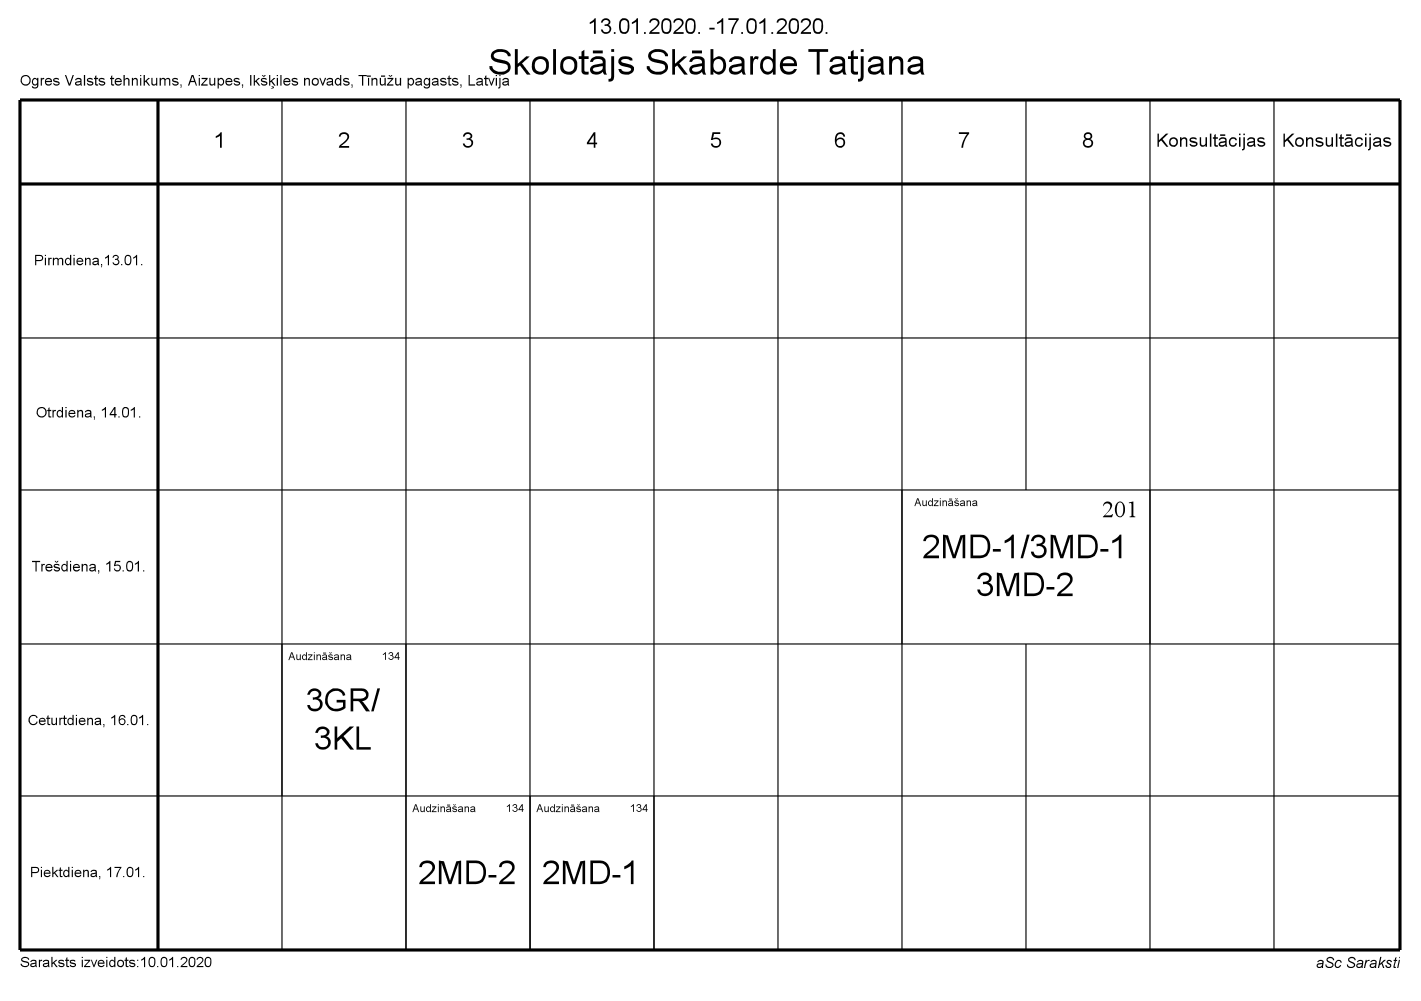 13.01.2020. -17.01.2020.
Skolotājs Skābarde Tatjana
Ogres Valsts tehnikums, Aizupes, Ikšķiles novads, Tīnūžu pagasts, Latvija
1 2 3 4 5 6 7 8 Konsultācijas Konsultācijas
Pirmdiena,13.01.
Otrdiena, 14.01.
Trešdiena, 15.01.
Audzināšana 201
2MD-1/3MD-1
3MD-2
Ceturtdiena, 16.01.
Audzināšana 134
3GR/
3KL
Piektdiena, 17.01.
Audzināšana 134
2MD-2
Audzināšana 134
2MD-1
Saraksts izveidots:10.01.2020
aSc Saraksti